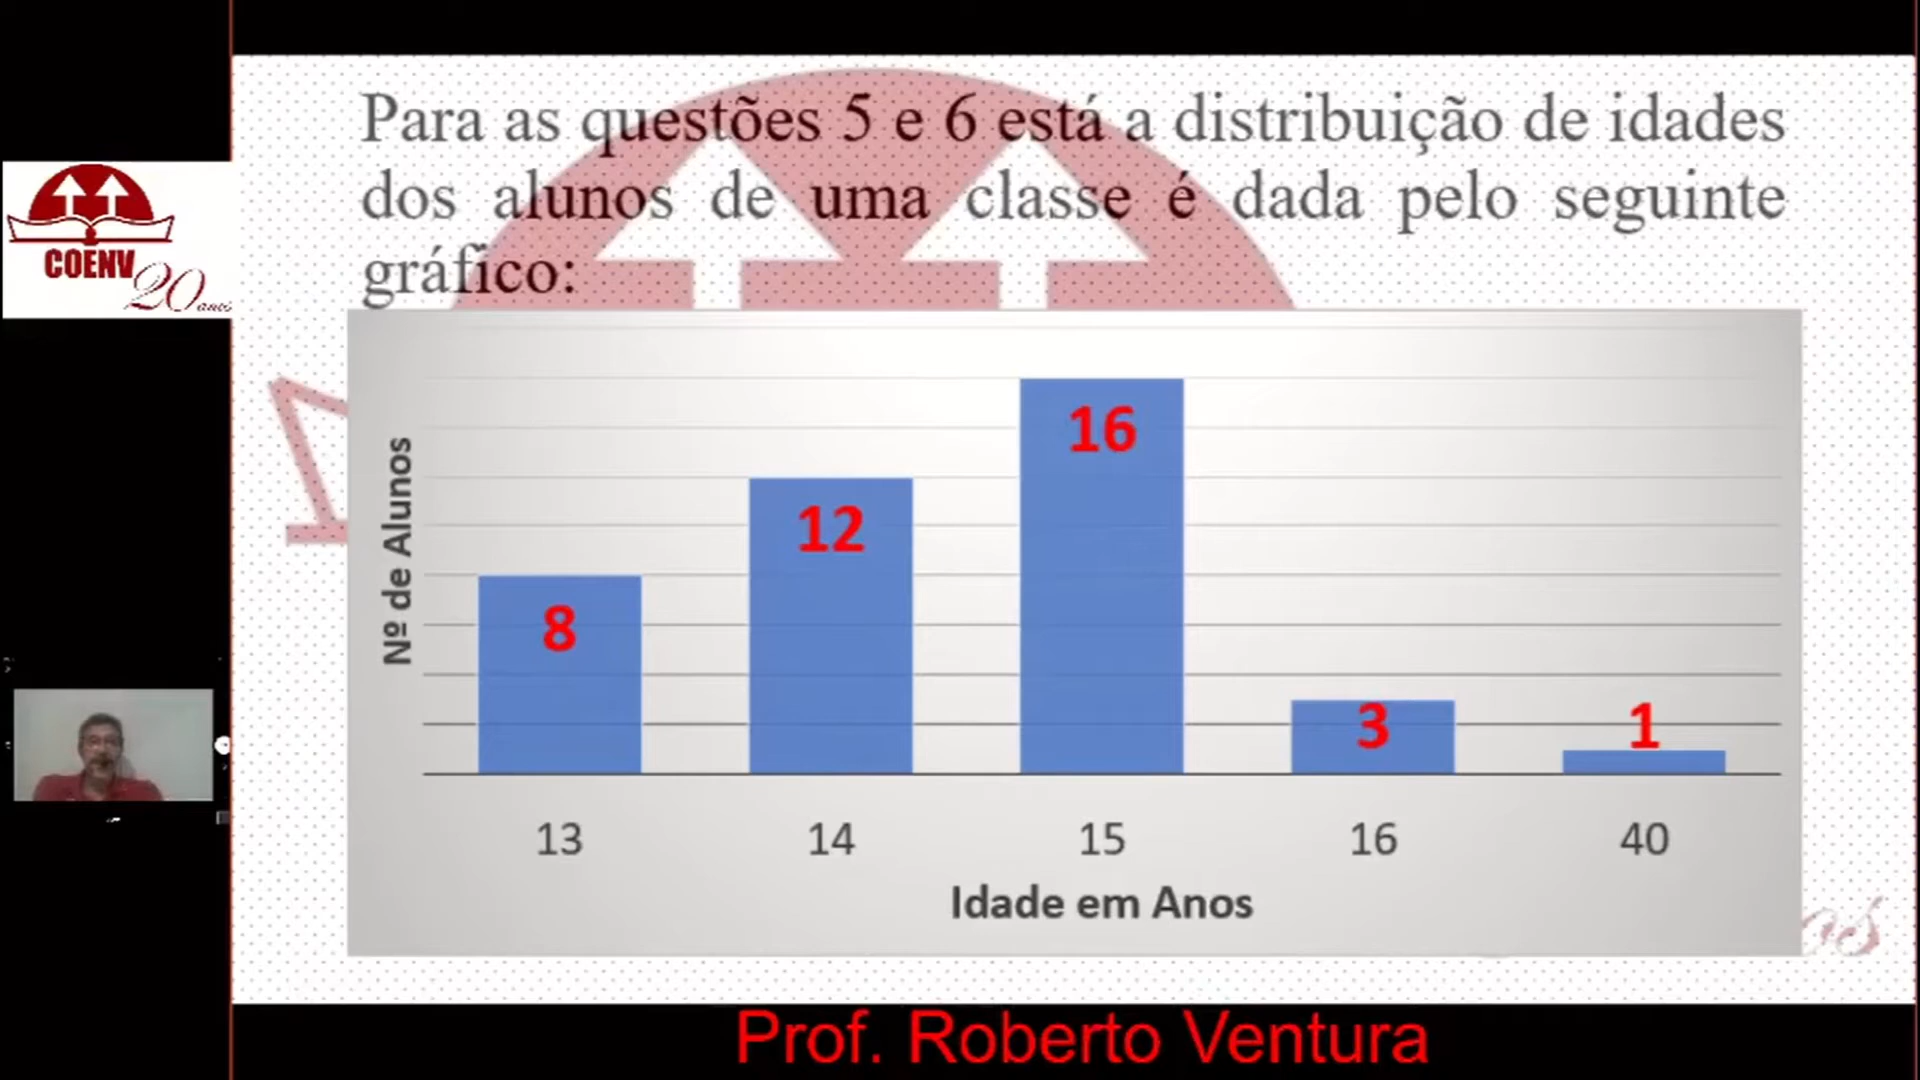 Para as questões 5 e 6 está a distribuição de idades
dos alunos de uma classe é dada pelo seguinte
gráfico:
COENV
20 anos
Nº de Alunos
8
12
16
3
1
13
14
15
16
40
Idade em Anos
Prof. Roberto Ventura